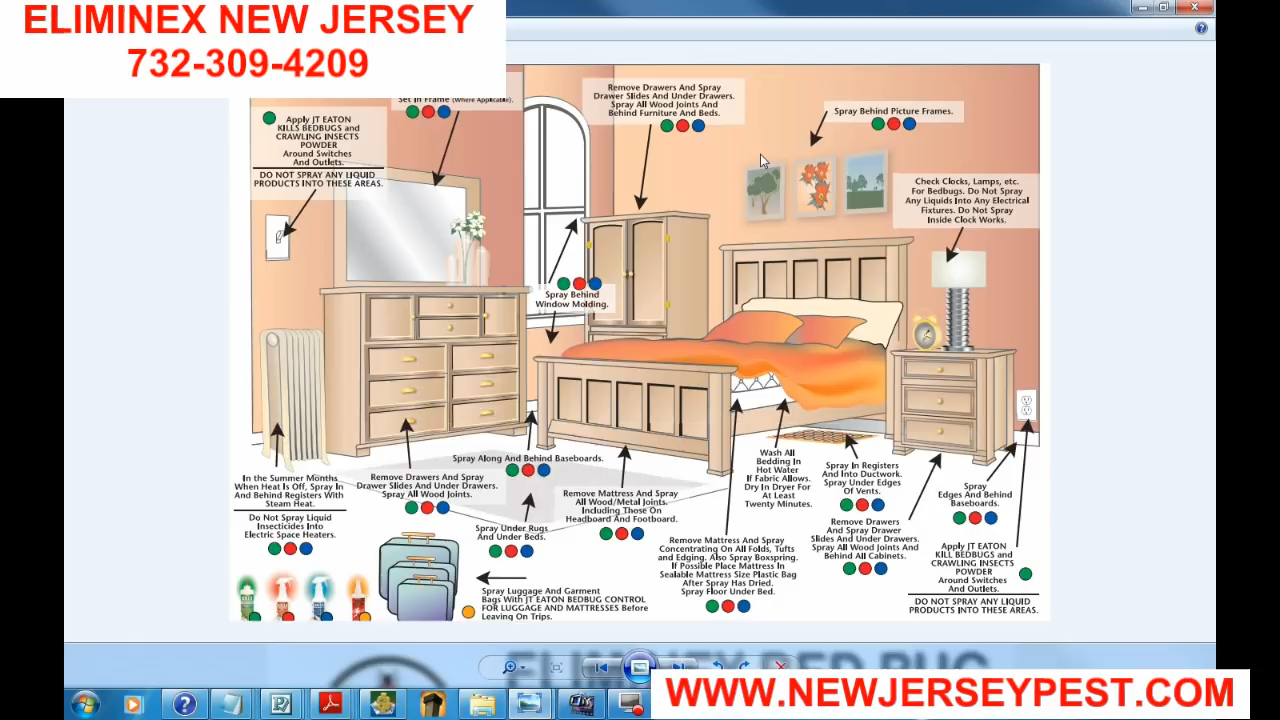 ELIMINEX NEW JERSEY
732-309-4209
Set In Frame (Where Applicable).
Apply JT EATON
KILLS BEDBUGS and
CRAWLING INSECTS
POWDER
Around Switches
And Outlets.
DO NOT SPRAY ANY LIQUID
PRODUCTS INTO THESE AREAS.
Remove Drawers And Spray
Drawer Slides And Under Drawers.
Spray All Wood Joints And
Behind Furniture And Beds.
Spray Behind Picture Frames.
Check Clocks, Lamps, etc.
For Bedbugs. Do Not Spray
Any Liquids Into Any Electrical
Fixtures. Do Not Spray
Inside Clock Works.
Spray Behind
Window Molding.
In the Summer Months
When Heat Is Off, Spray In
And Behind Registers With
Steam Heat.
Do Not Spray Liquid
Insecticides Into
Electric Space Heaters.
Remove Drawers And Spray
Drawer Slides And Under Drawers.
Spray All Wood Joints.
Spray Along And Behind Baseboards.
Spray Under Rugs
And Under Beds.
Remove Mattress And Spray
All Wood/Metal Joints.
Including Those On
Headboard And Footboard.
Wash All
Bedding In
Hot Water
If Fabric Allows.
Dry In Dryer For
At Least
Twenty Minutes.
Spray In Registers
And Into Ductwork.
Spray Under Edges
Of Vents.
Spray
Edges And Behind
Baseboards.
Remove Mattress And Spray
Concentrating On All Folds, Tufts
and Edging. Also Spray Boxspring.
If Possible Place Mattress In
Sealable Mattress Size Plastic Bag
After Spray Has Dried.
Spray Floor Under Bed.
Remove Drawers
And Spray Drawer
Slides And Under Drawers.
Spray All Wood Joints And
Behind All Cabinets.
Apply JT EATON
KILL BEDBUGS and
CRAWLING INSECTS
POWDER
Around Switches
And Outlets.
DO NOT SPRAY ANY LIQUID
PRODUCTS INTO THESE AREAS.
Spray Luggage And Garment
Bags With JT EATON BEDBUG CONTROL
FOR LUGGAGE AND MATTRESSES Before
Leaving On Trips.
WWW.NEWJERSEYPEST.COM